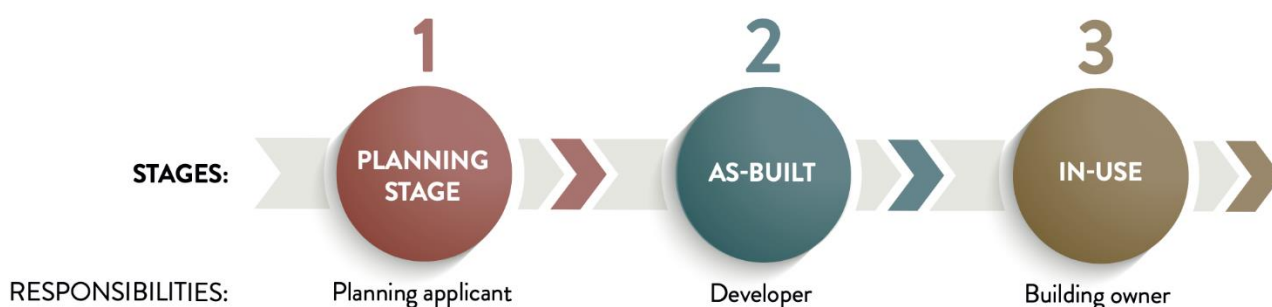 1
2
3
STAGES:
PLANNING
STAGE
AS-BUILT
IN-USE
RESPONSIBILITIES:
Planning applicant
Developer
Building owner